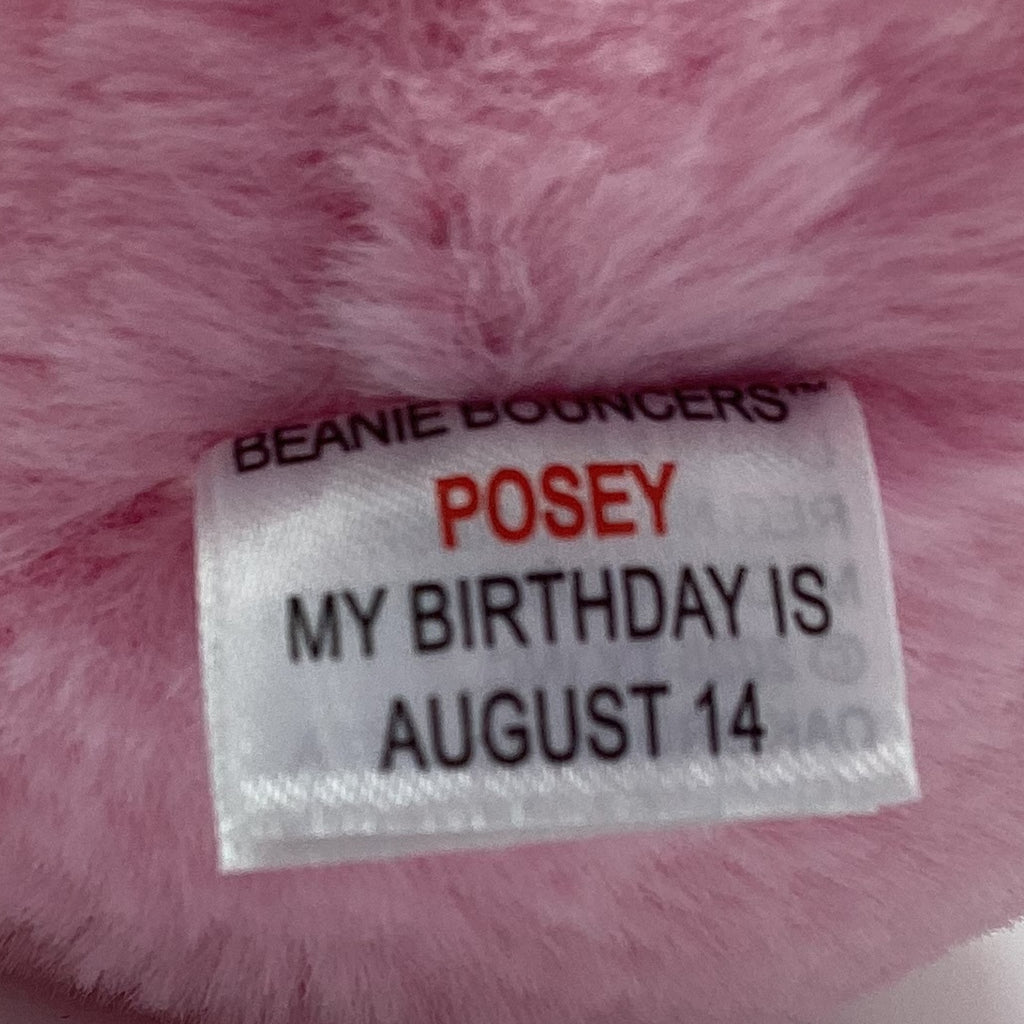 BEANIE BOUNCERS™
POSEY
MY BIRTHDAY IS
AUGUST 14